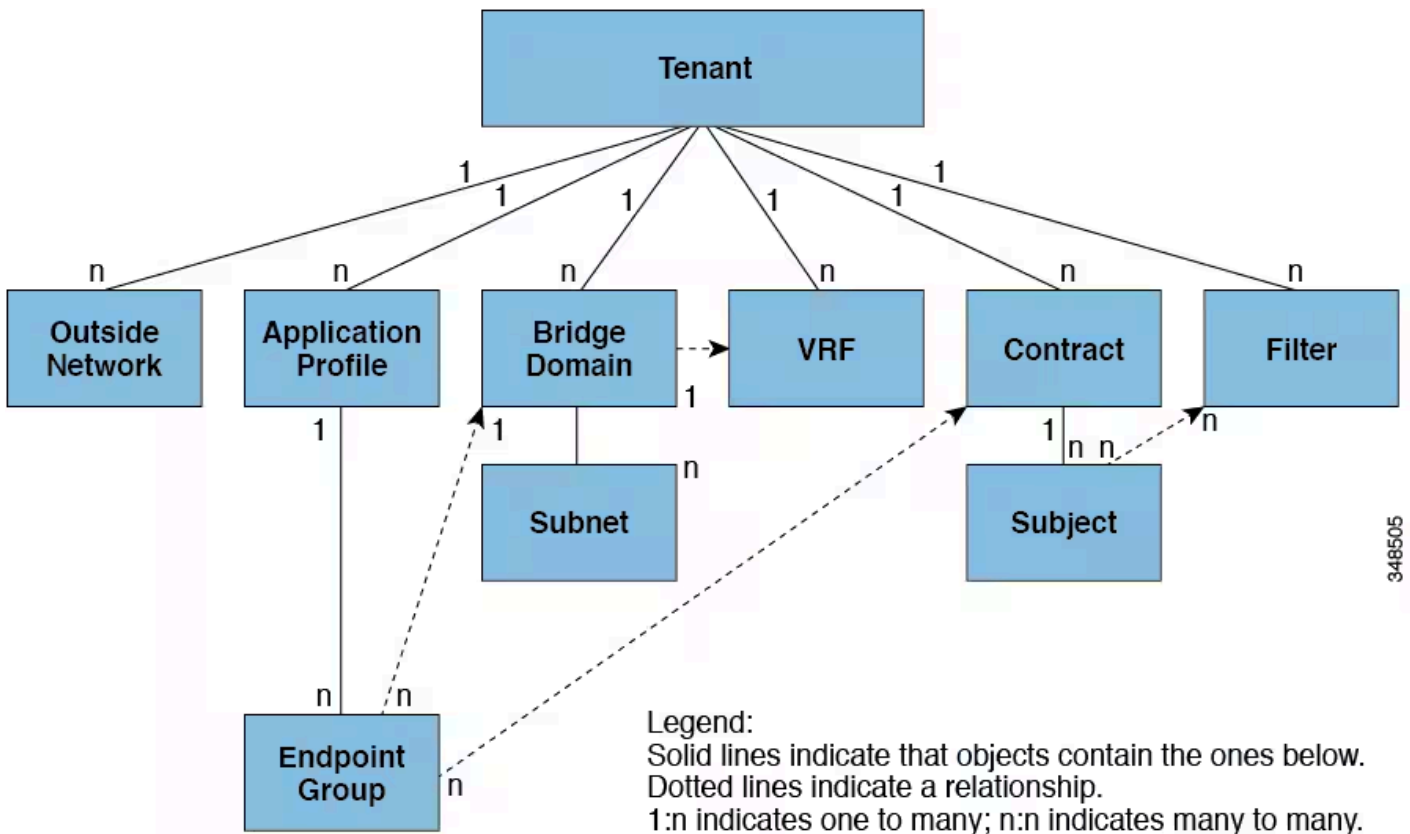 Tenant
1
1
1
1
1
1
n
n
n
n
n
n
Outside
Network
Application
Profile
Bridge
Domain
VRF
Contract
Filter
1
1
1
1
n
n
n
n
Subnet
Subject
348505
n
n
Endpoint
Group
n
Legend:
Solid lines indicate that objects contain the ones below.
Dotted lines indicate a relationship.
1:n indicates one to many; n:n indicates many to many.